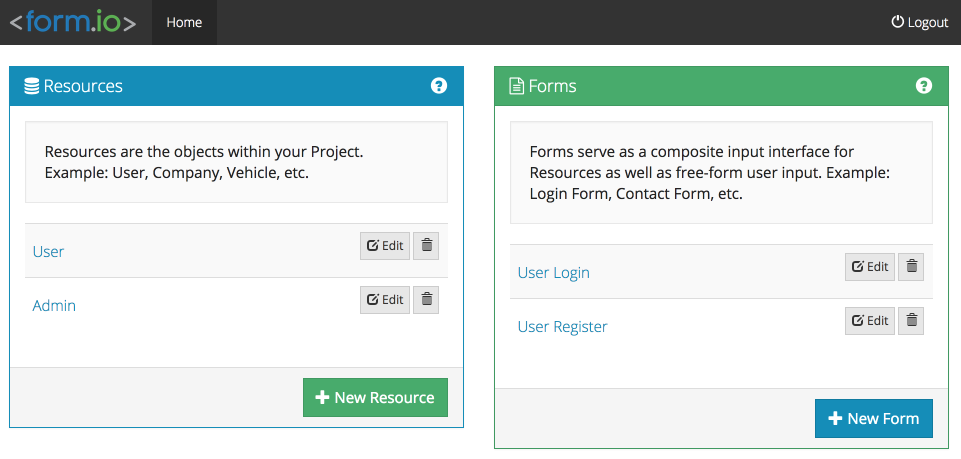 <form.io>
Home
Logout
Resources
Resources are the objects within your Project.
Example: User, Company, Vehicle, etc.
User
Edit
Admin
Edit
New Resource
Forms
Forms serve as a composite input interface for
Resources as well as free-form user input. Example:
Login Form, Contact Form, etc.
User Login
Edit
User Register
Edit
New Form